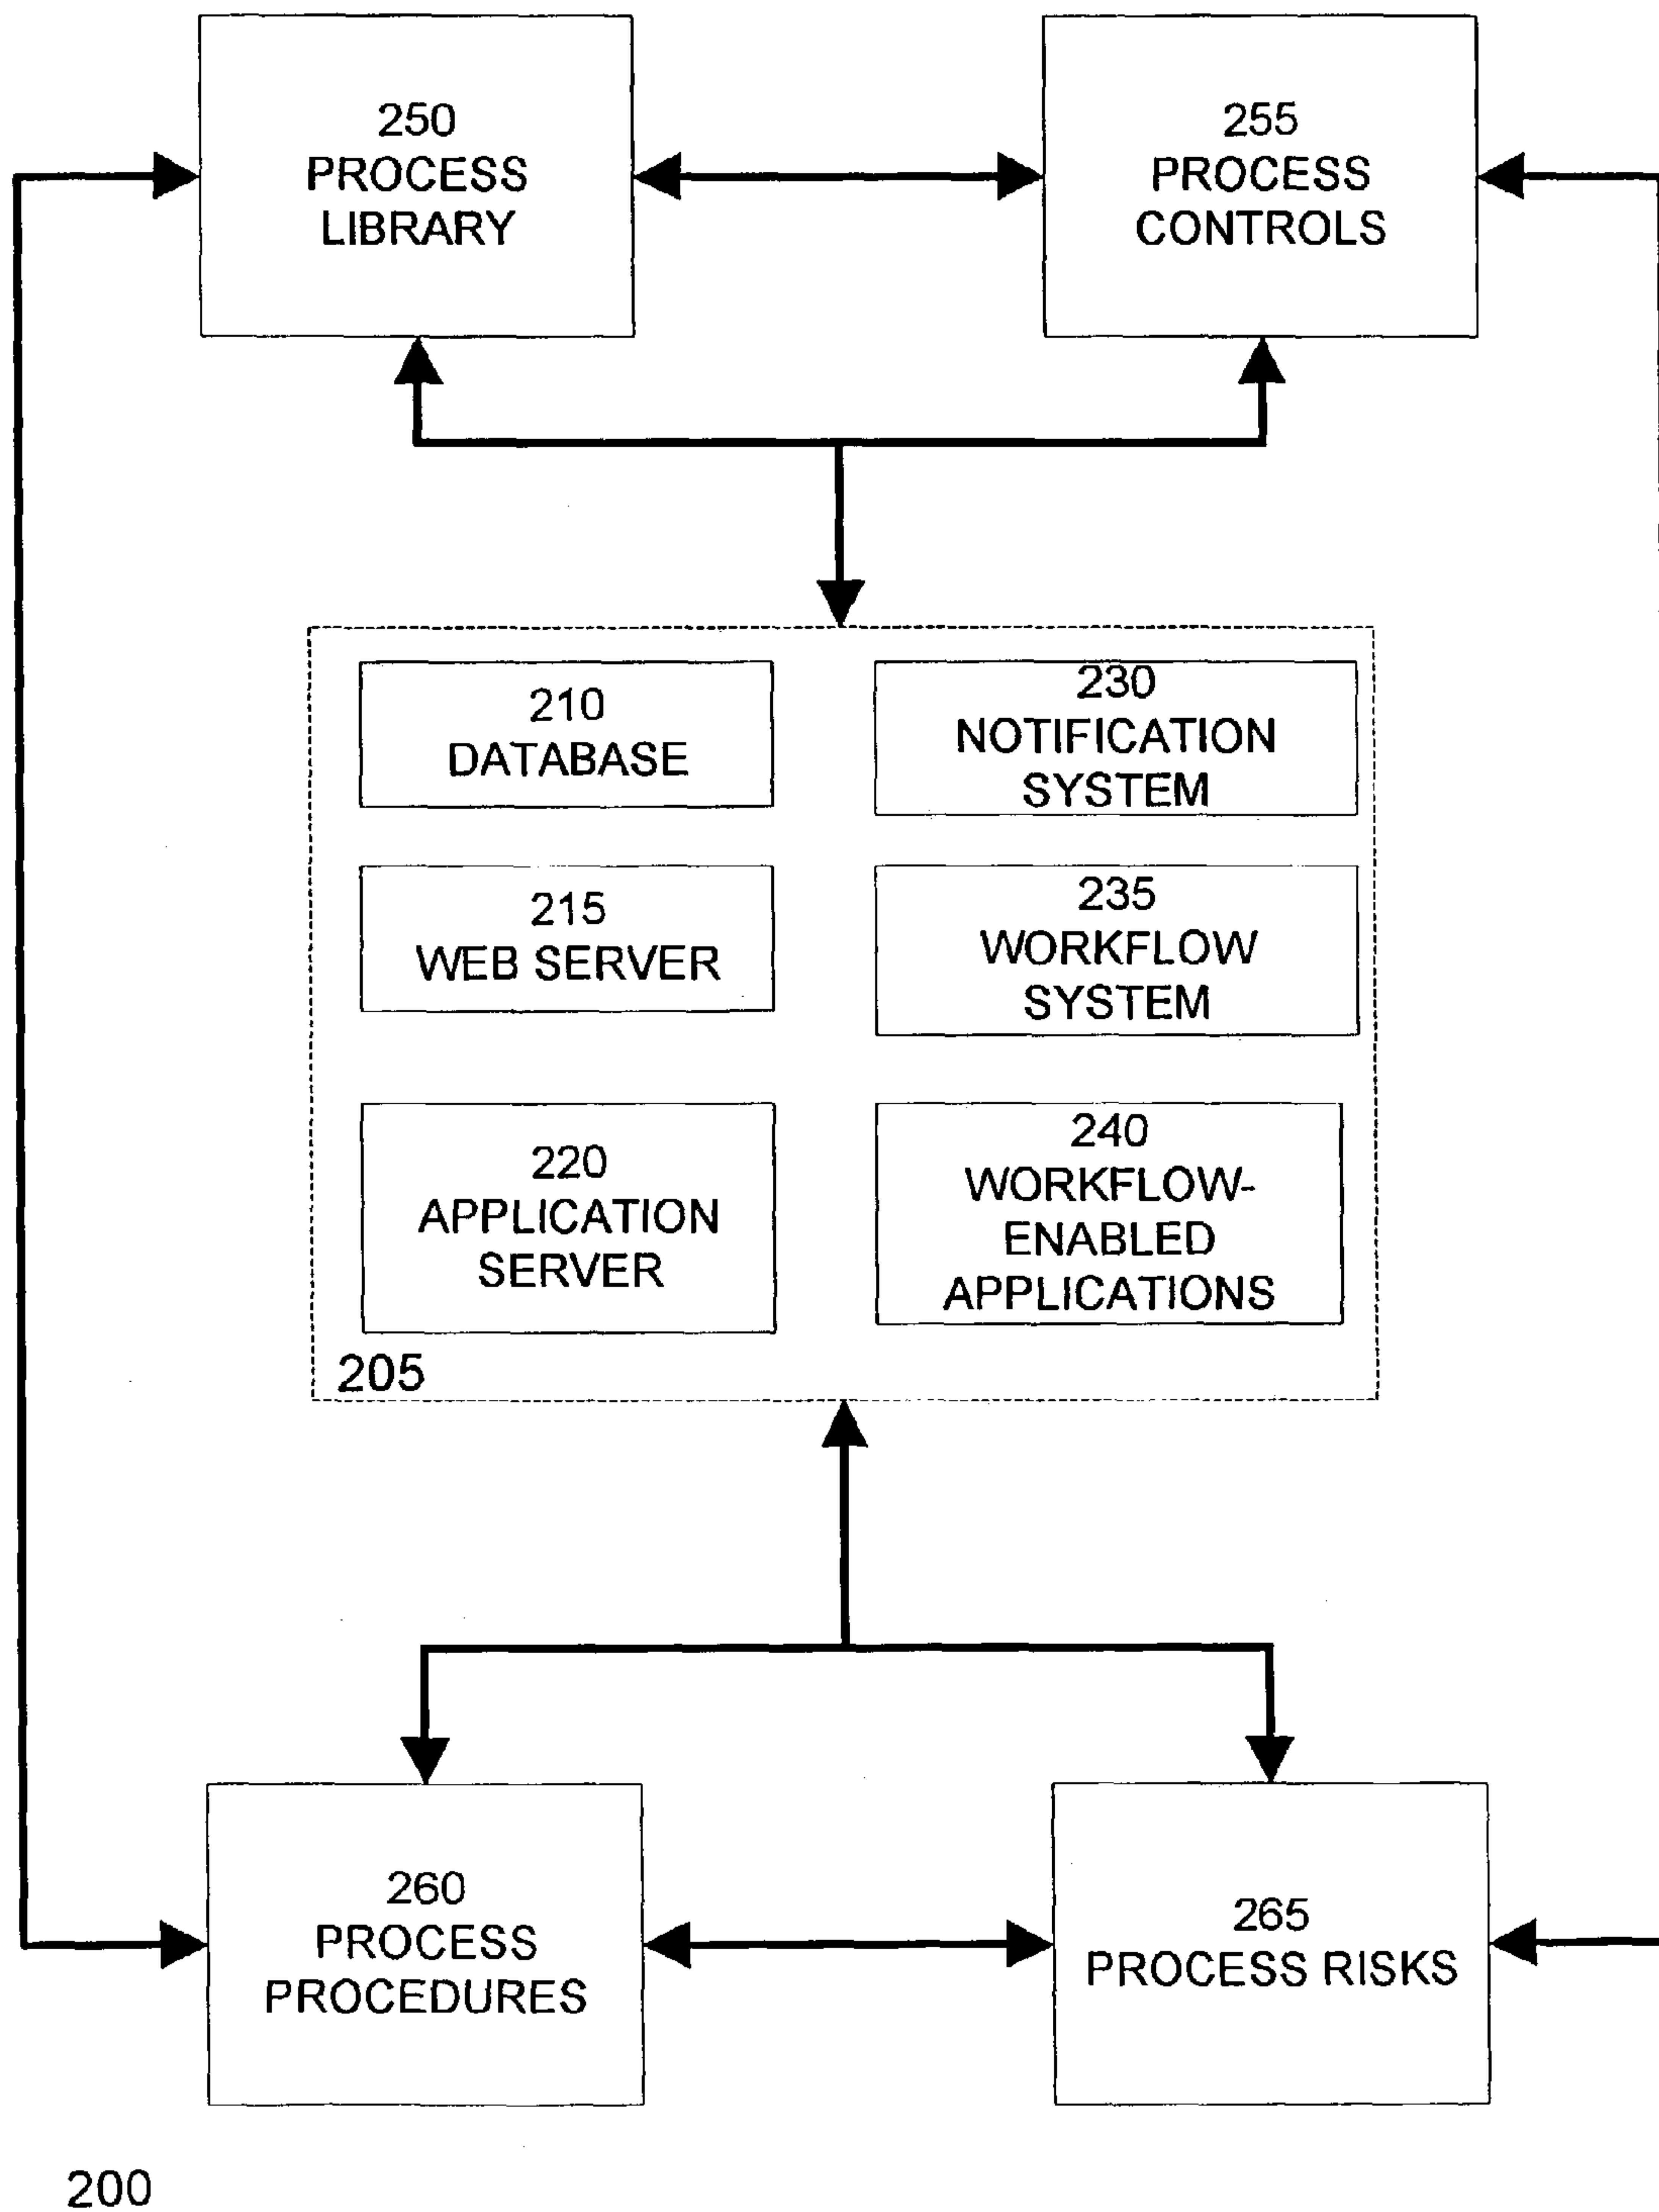 250
PROCESS
LIBRARY
255
PROCESS
CONTROLS
210
DATABASE
230
NOTIFICATION
SYSTEM
215
WEB SERVER
235
WORKFLOW
SYSTEM
220
APPLICATION
SERVER
240
WORKFLOW-
ENABLED
APPLICATIONS
205
260
PROCESS
PROCEDURES
265
PROCESS RISKS
200